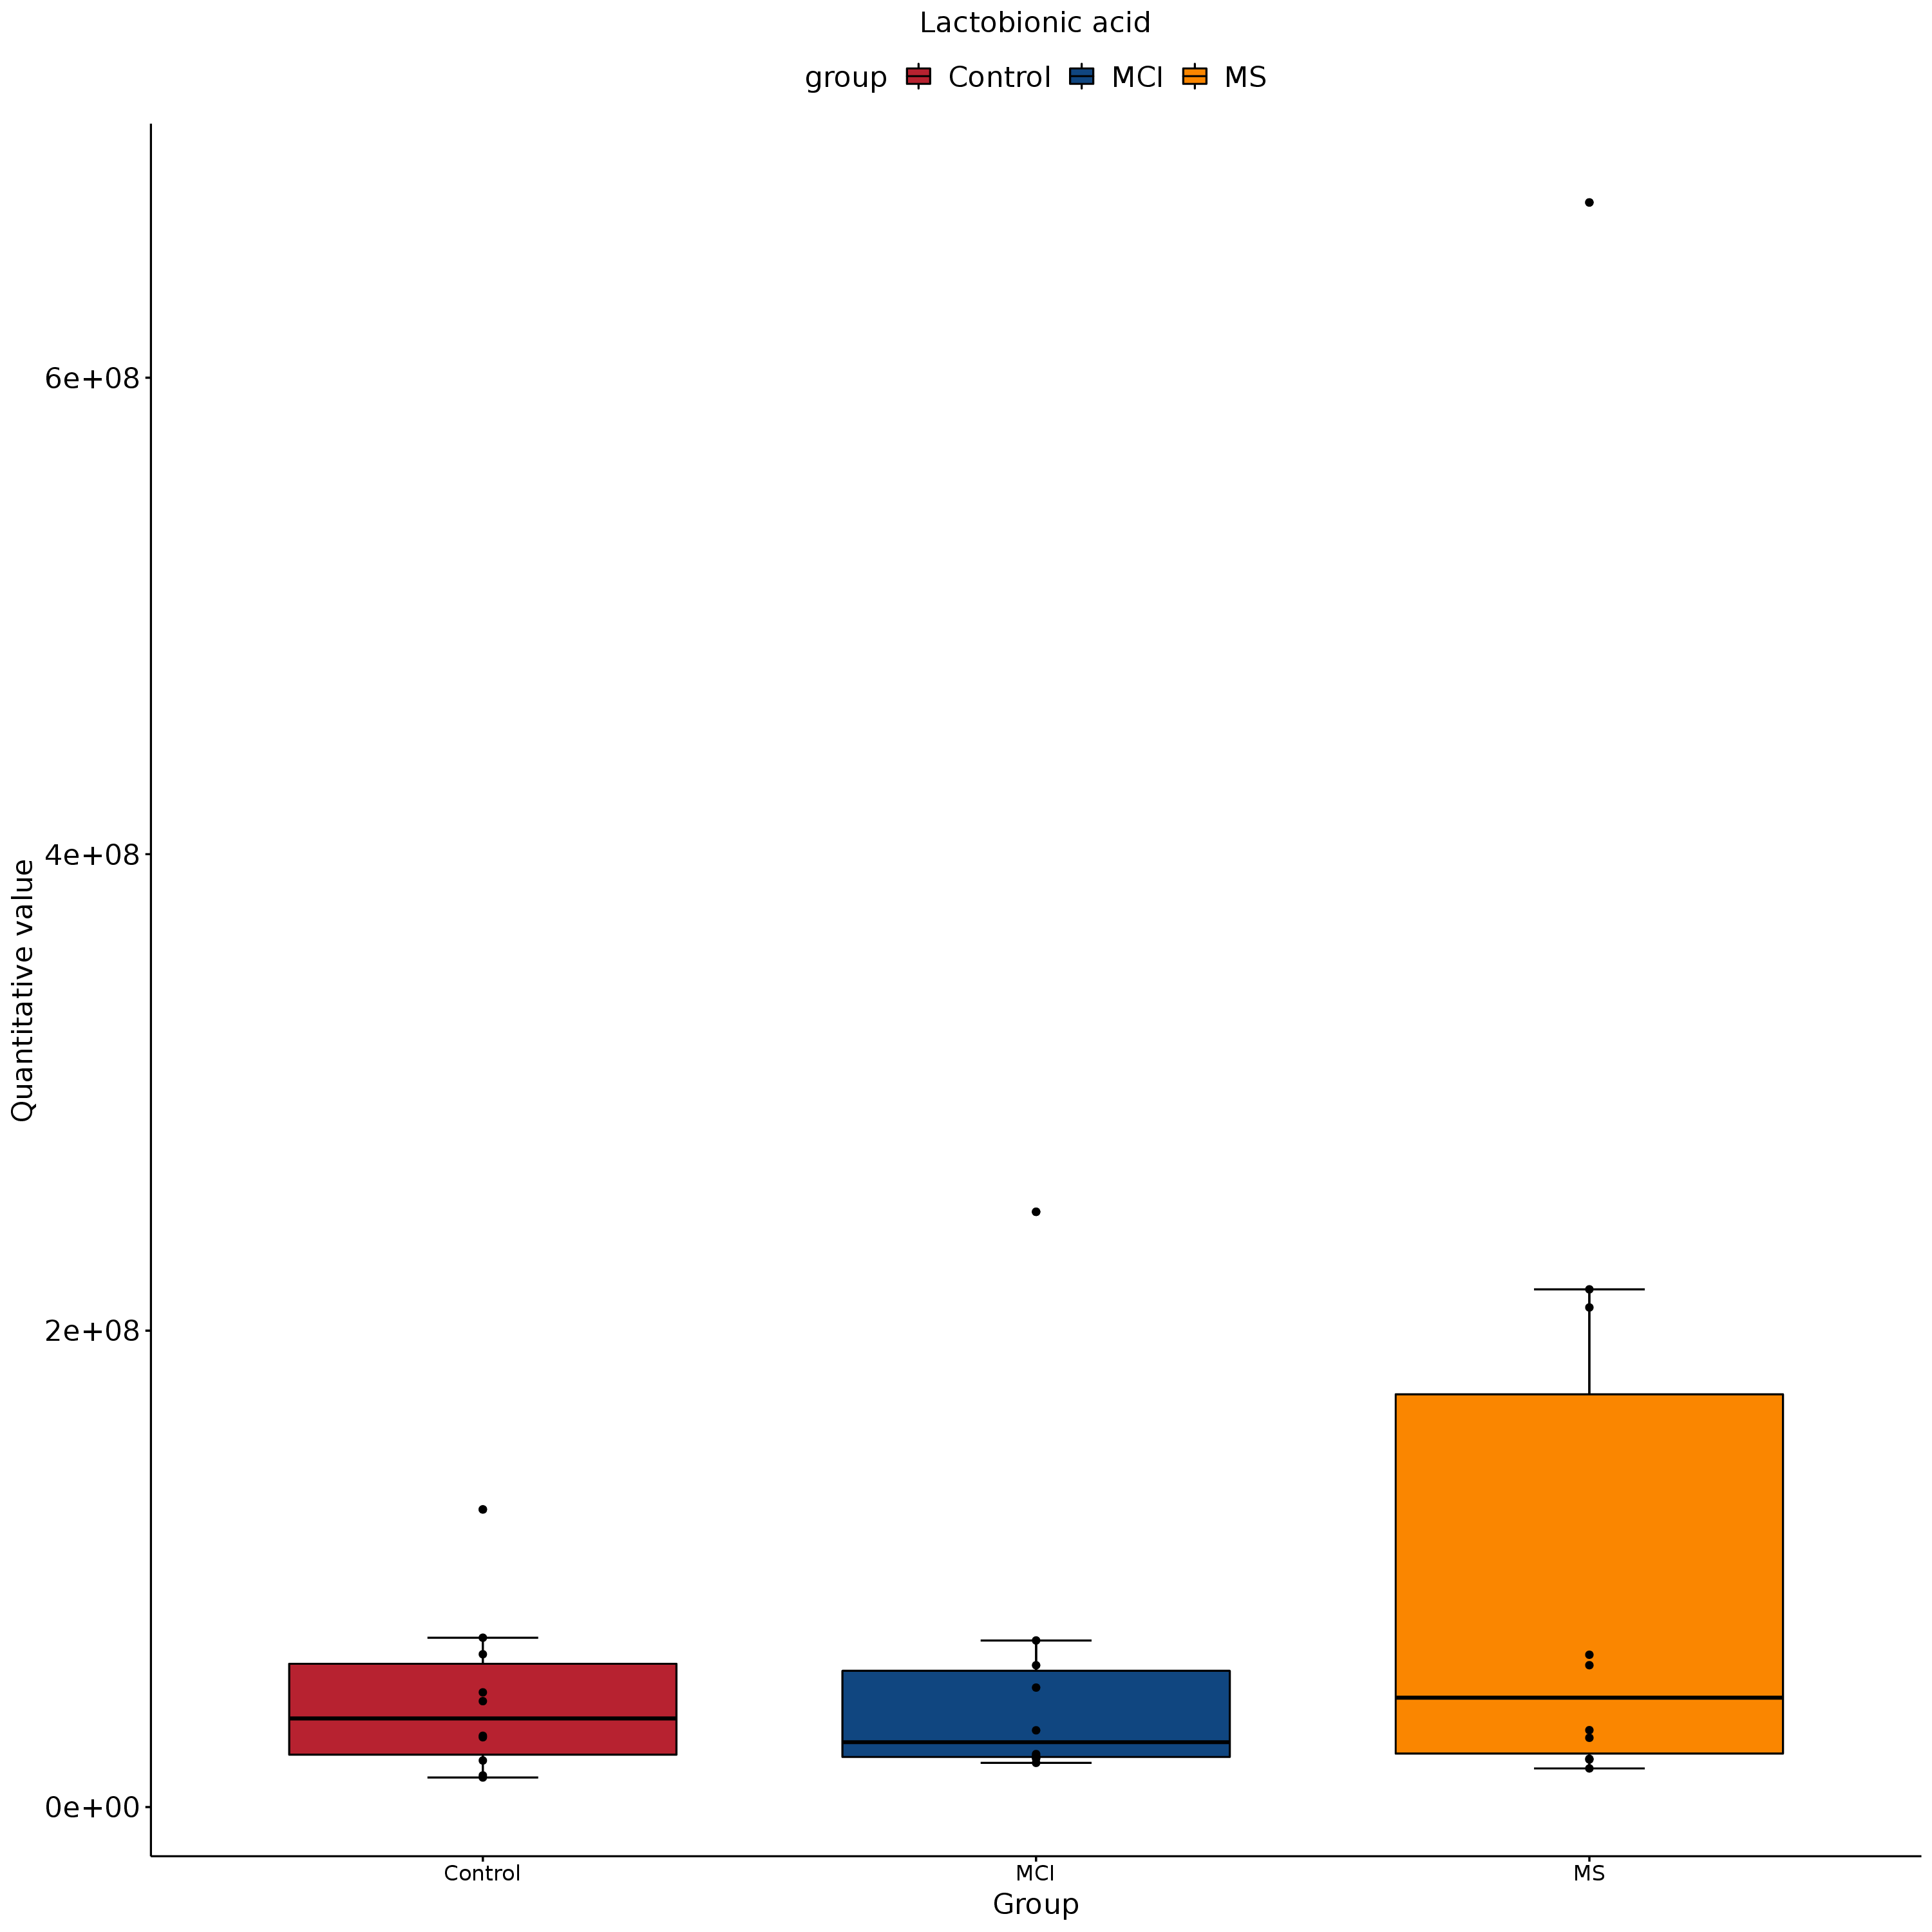 Lactobionic acid
group Control MCI MS
Quantitative value
6e+08
4e+08
2e+08
0e+00
Control MCI MS
Group